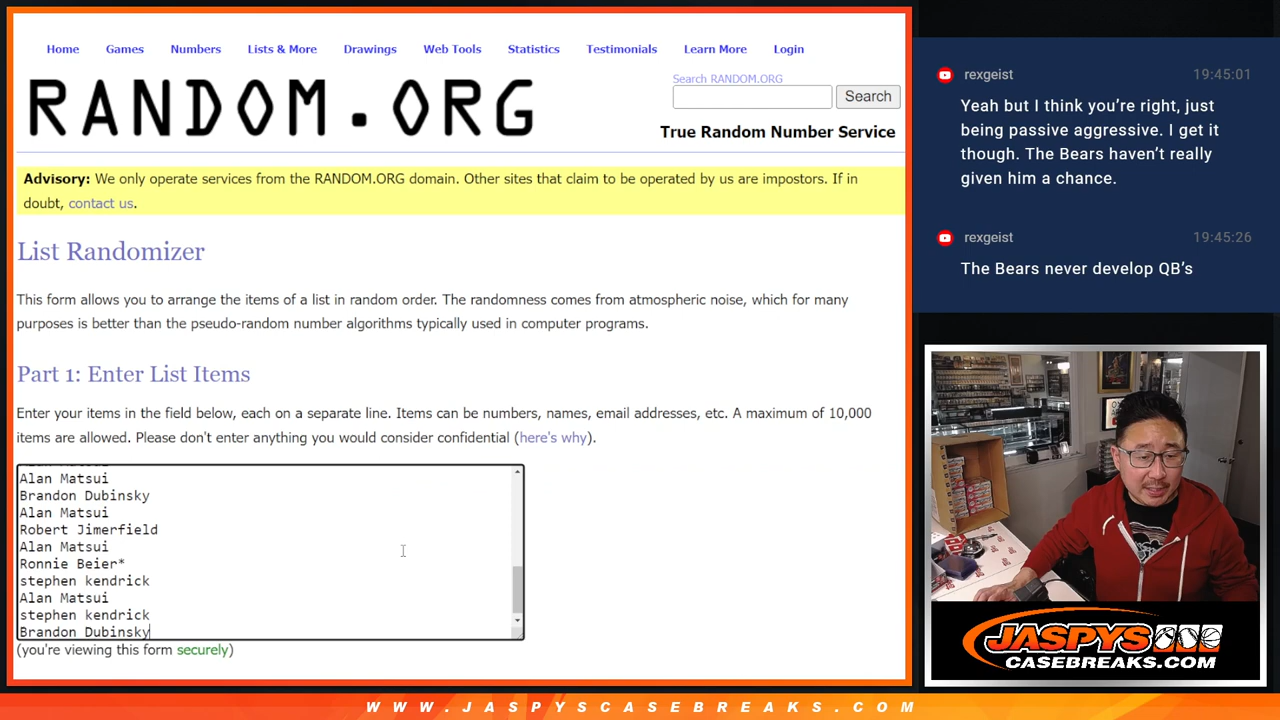 Home Games Numbers Lists & More Drawings Web Tools Statistics Testimonials Learn More Login
RANDOM.ORG
Search RANDOM.ORG
Search
True Random Number Service
Advisory: We only operate services from the RANDOM.ORG domain. Other sites that claim to be operated by us are impostors. If in
doubt, contact us.
List Randomizer
This form allows you to arrange the items of a list in random order. The randomness comes from atmospheric noise, which for many
purposes is better than the pseudo-random number algorithms typically used in computer programs.
Part 1: Enter List Items
Enter your items in the field below, each on a separate line. Items can be numbers, names, email addresses, etc. A maximum of 10,000
items are allowed. Please don't enter anything you would consider confidential (here's why).
Alan Matsui
Brandon Dubinsky
Alan Matsui
Robert Jimerfield
Alan Matsui
Ronnie Beier*
stephen kendrick
Alan Matsui
stephen kendrick
Brandon Dubinsky
(you're viewing this form securely)
rexgeist 19:45:01
Yeah but I think you’re right, just
being passive aggressive. I get it
though. The Bears haven’t really
given him a chance.
rexgeist 19:45:26
The Bears never develop QB’s
JASPYS
CASEBREAKS.COM
WWW.JASPYSCASEBREAKS.COM